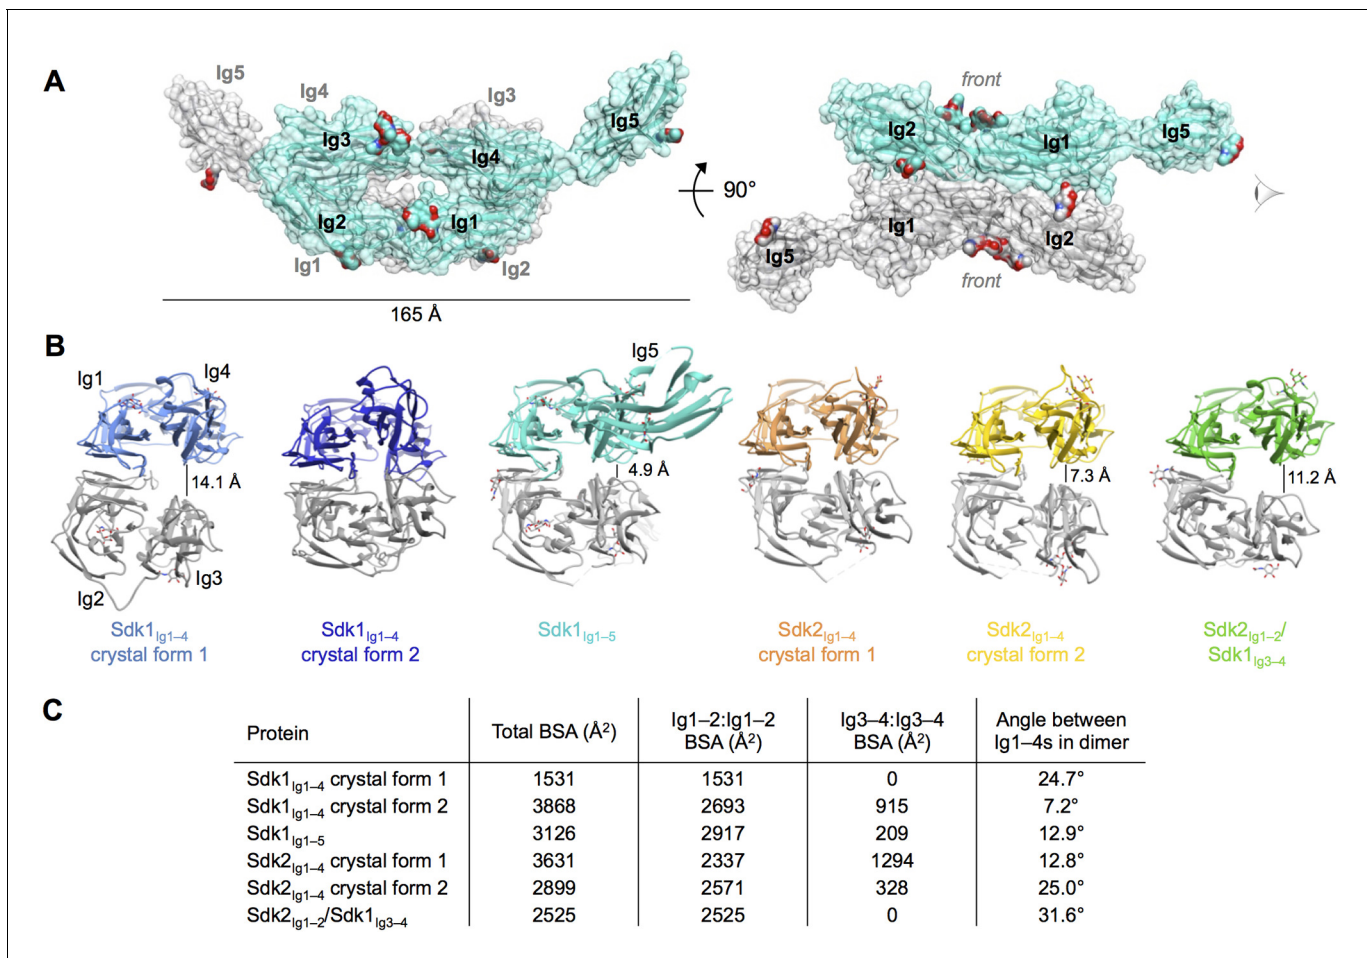 A
Ig5
Ig4
Ig3
Ig3
Ig4
Ig5
Ig2
Ig1
Ig1
Ig2
165 Å
90°
front
Ig2
Ig1
Ig5
Ig1
Ig2
Ig5
front
B
Ig1
Ig4
14.1 Å
Ig3
Ig2
Ig5
4.9 Å
7.3 Å
11.2 Å
Sdk1Ig1–4
crystal form 1
Sdk1Ig1–4
crystal form 2
Sdk1Ig1–5
Sdk2Ig1–4
crystal form 1
Sdk2Ig1–4
crystal form 2
Sdk2Ig1–2/
Sdk1Ig3–4
C
Protein Total BSA (Å²) Ig1–2:Ig1–2 BSA (Å²) Ig3–4:Ig3–4 BSA (Å²) Angle between Ig1–4s in dimer
Sdk1Ig1–4 crystal form 1 1531 1531 0 24.7°
Sdk1Ig1–4 crystal form 2 3868 2693 915 7.2°
Sdk1Ig1–5 3126 2917 209 12.9°
Sdk2Ig1–4 crystal form 1 3631 2337 1294 12.8°
Sdk2Ig1–4 crystal form 2 2899 2571 328 25.0°
Sdk2Ig1–2/Sdk1Ig3–4 2525 2525 0 31.6°